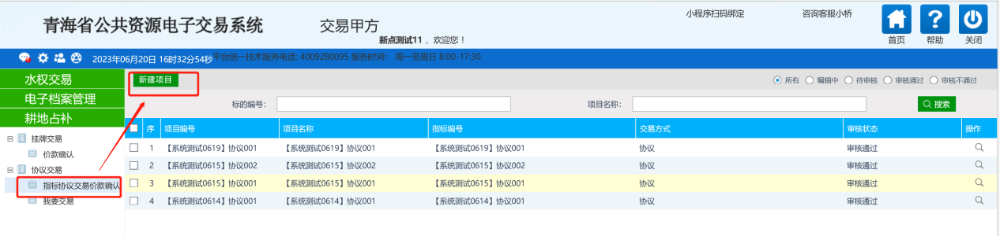 青海省公共资源电子交易系统
交易甲方
新点测试11，欢迎您！
小程序扫码绑定
咨询客服小桥
首页
帮助
关闭
2023年06月20日 16时32分54秒
平台统一技术服务电话: 4009280095 服务时间: 周一至周日 8:00-17:30
水权交易
电子档案管理
耕地占补
挂牌交易
价款确认
协议交易
指标协议交易价款确认
我要交易
新建项目
所有 编辑中 待审核 审核通过 审核不通过
标的编号:
项目名称:
搜索
序 项目编号 项目名称 指标编号 交易方式 审核状态 操作
1 【系统测试0619】协议001 【系统测试0619】协议001 【系统测试0619】协议001 协议 审核通过
2 【系统测试0615】协议002 【系统测试0615】协议002 【系统测试0615】协议002 协议 审核通过
3 【系统测试0615】协议001 【系统测试0615】协议001 【系统测试0615】协议001 协议 审核通过
4 【系统测试0614】协议001 【系统测试0614】协议001 【系统测试0614】协议001 协议 审核通过